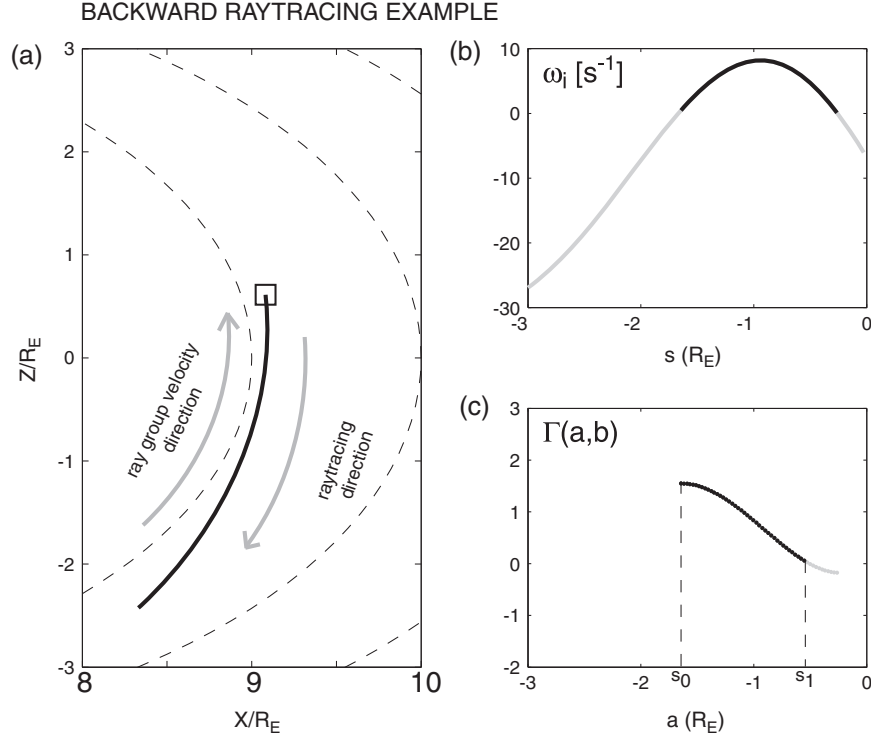 BACKWARD RAYTRACING EXAMPLE
(a)
3
2
1
0
-1
-2
-3
8
9
10
Z/R_E
X/R_E
ray group velocity
direction
raytracing
direction
(b)
ω_i [s^-1]
10
0
-10
-20
-30
-3
-2
-1
0
s (R_E)
(c)
Γ(a,b)
3
2
1
0
-1
-2
-3
-2
s_0
-1
s_1
0
a (R_E)